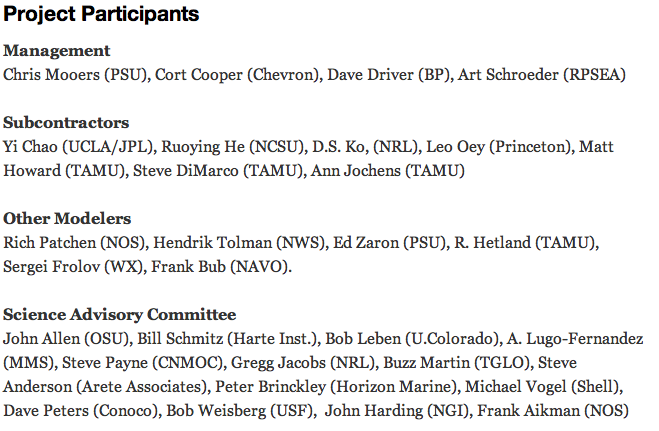 Project Participants
Management
Chris Mooers (PSU), Cort Cooper (Chevron), Dave Driver (BP), Art Schroeder (RPSEA)
Subcontractors
Yi Chao (UCLA/JPL), Ruoying He (NCSU), D.S. Ko, (NRL), Leo Oey (Princeton), Matt
Howard (TAMU), Steve DiMarco (TAMU), Ann Jochens (TAMU)
Other Modelers
Rich Patchen (NOS), Hendrik Tolman (NWS), Ed Zaron (PSU), R. Hetland (TAMU),
Sergei Frolov (WX), Frank Bub (NAVO).
Science Advisory Committee
John Allen (OSU), Bill Schmitz (Harte Inst.), Bob Leben (U.Colorado), A. Lugo-Fernandez
(MMS), Steve Payne (CNMOC), Gregg Jacobs (NRL), Buzz Martin (TGLO), Steve
Anderson (Arete Associates), Peter Brinckley (Horizon Marine), Michael Vogel (Shell),
Dave Peters (Conoco), Bob Weisberg (USF),  John Harding (NGI), Frank Aikman (NOS)